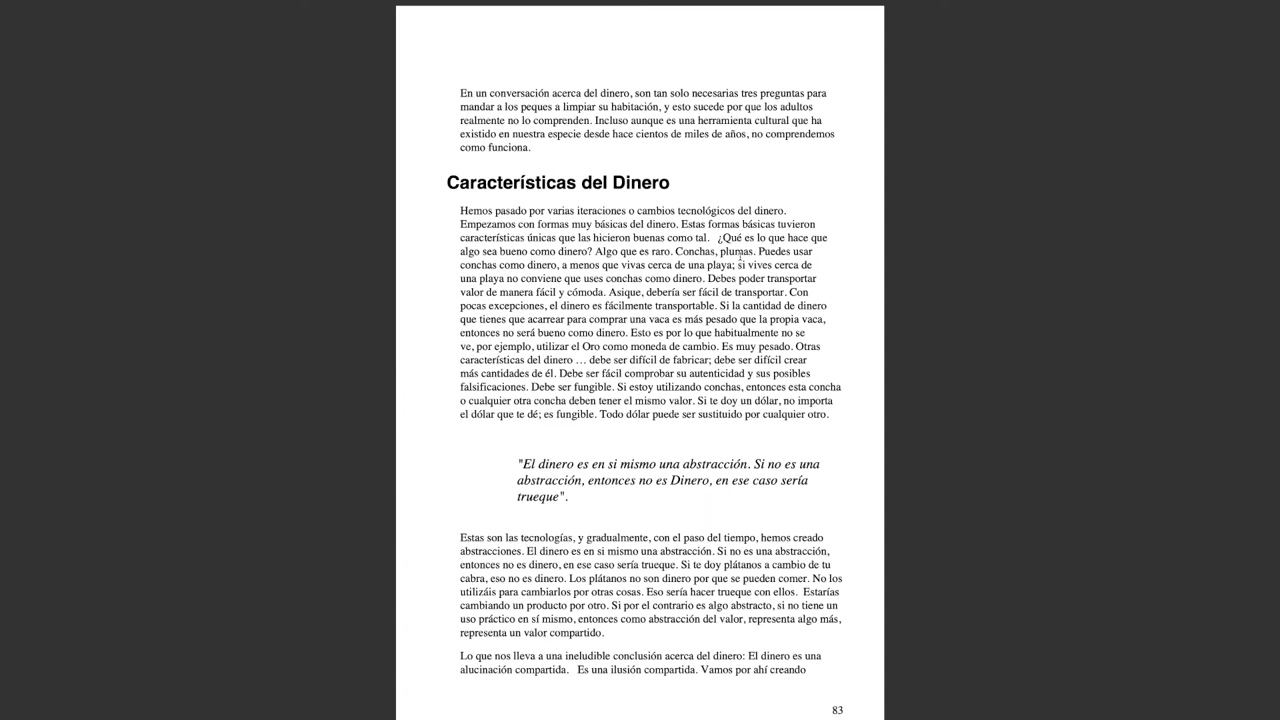 En un conversación acerca del dinero, son tan solo necesarias tres preguntas para
mandar a los peques a limpiar su habitación, y esto sucede por que los adultos
realmente no lo comprenden. Incluso aunque es una herramienta cultural que ha
existido en nuestra especie desde hace cientos de miles de años, no comprendemos
como funciona.
Características del Dinero
Hemos pasado por varias iteraciones o cambios tecnológicos del dinero.
Empezamos con formas muy básicas del dinero. Estas formas básicas tuvieron
características únicas que las hicieron buenas como tal. ¿Qué es lo que hace que
algo sea bueno como dinero? Algo que es raro. Conchas, plumas. Puedes usar
conchas como dinero, a menos que vivas cerca de una playa; si vives cerca de
una playa no conviene que uses conchas como dinero. Debes poder transportar
valor de manera fácil y cómoda. Asique, debería ser fácil de transportar. Con
pocas excepciones, el dinero es fácilmente transportable. Si la cantidad de dinero
que tienes que acarrear para comprar una vaca es más pesado que la propia vaca,
entonces no será bueno como dinero. Esto es por lo que habitualmente no se
ve, por ejemplo, utilizar el Oro como moneda de cambio. Es muy pesado. Otras
características del dinero … debe ser difícil de fabricar; debe ser difícil crear
más cantidades de él. Debe ser fácil comprobar su autenticidad y sus posibles
falsificaciones. Debe ser fungible. Si estoy utilizando conchas, entonces esta concha
o cualquier otra concha deben tener el mismo valor. Si te doy un dólar, no importa
el dólar que te dé; es fungible. Todo dólar puede ser sustituido por cualquier otro.
"El dinero es en si mismo una abstracción. Si no es una
abstracción, entonces no es Dinero, en ese caso sería
trueque".
Estas son las tecnologías, y gradualmente, con el paso del tiempo, hemos creado
abstracciones. El dinero es en si mismo una abstracción. Si no es una abstracción,
entonces no es dinero, en ese caso sería trueque. Si te doy plátanos a cambio de tu
cabra, eso no es dinero. Los plátanos no son dinero por que se pueden comer. No los
utilizáis para cambiarlos por otras cosas. Eso sería hacer trueque con ellos. Estarías
cambiando un producto por otro. Si por el contrario es algo abstracto, si no tiene un
uso práctico en sí mismo, entonces como abstracción del valor, representa algo más,
representa un valor compartido.
Lo que nos lleva a una ineludible conclusión acerca del dinero: El dinero es una
alucinación compartida. Es una ilusión compartida. Vamos por ahí creando
83